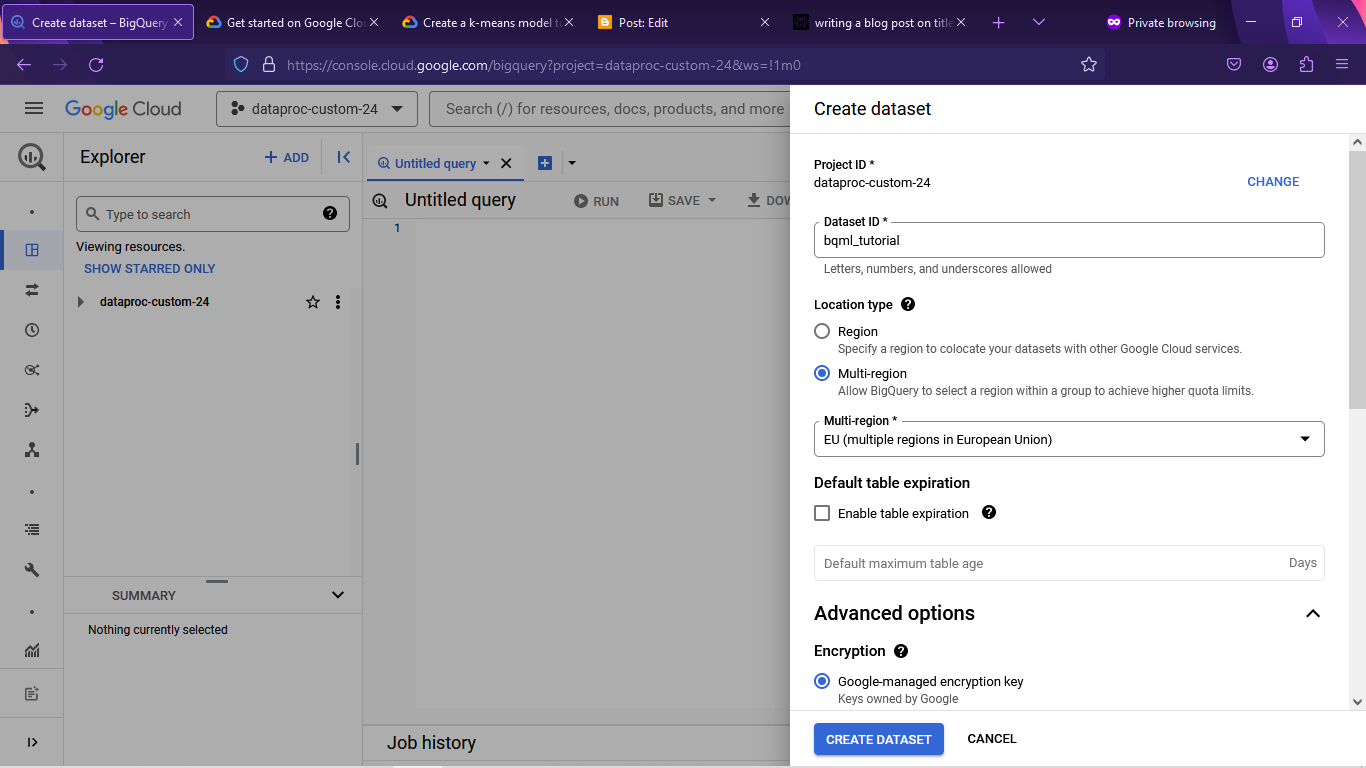 Create dataset – BigQuery
Get started on Google Clou
Create a k-means model t
Post: Edit
writing a blog post on title
Private browsing
https://console.cloud.google.com/bigquery?project=dataproc-custom-24&ws=!1m0
Google Cloud
dataproc-custom-24
Search (/) for resources, docs, products, and more
Create dataset
Explorer
ADD
Untitled query
Project ID *
dataproc-custom-24
CHANGE
Type to search
Untitled query
RUN
SAVE
DOW
1
Dataset ID *
bqml_tutorial
Letters, numbers, and underscores allowed
Viewing resources.
SHOW STARRED ONLY
dataproc-custom-24
Location type
Region
Specify a region to colocate your datasets with other Google Cloud services.
Multi-region
Allow BigQuery to select a region within a group to achieve higher quota limits.
Multi-region *
EU (multiple regions in European Union)
Default table expiration
Enable table expiration
Default maximum table age
Days
SUMMARY
Nothing currently selected
Advanced options
Encryption
Google-managed encryption key
Keys owned by Google
CREATE DATASET
CANCEL
Job history